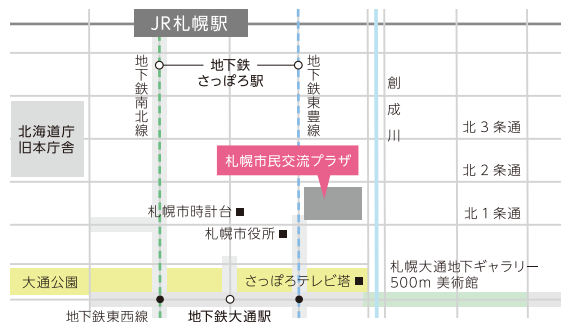 JR札幌駅
地下鉄
さっぽろ駅
地下鉄南北線
地下鉄東豊線
創成川
北海道庁
旧本庁舎
北3条通
札幌市民交流プラザ
北2条通
札幌市時計台
北1条通
札幌市役所
大通公園
さっぽろテレビ塔
札幌大通地下ギャラリー
500m 美術館
地下鉄東西線
地下鉄大通駅